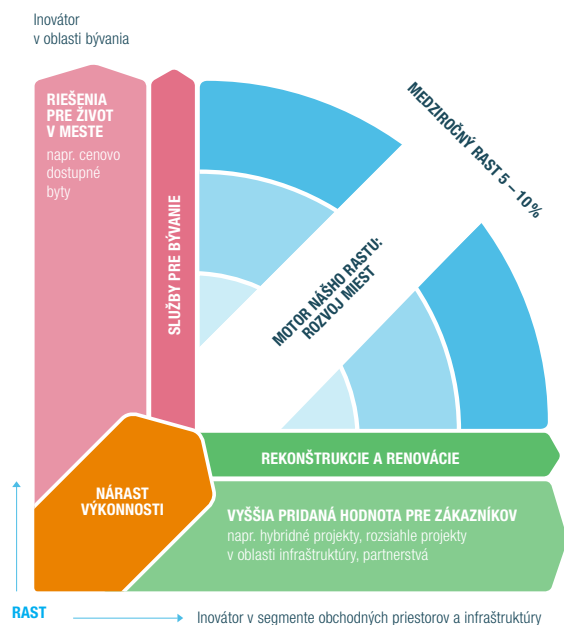 Inovátor
v oblasti bývania
RIEŠENIA
PRE ŽIVOT
V MESTE
napr. cenovo
dostupné
byty
SLUŽBY PRE BÝVANIE
MEDZIROČNÝ RAST 5 – 10%
MOTOR NÁŠHO RASTU:
ROZVOJ MIEST
REKONŠTRUKCIE A RENOVÁCIE
NÁRAST
VÝKONNOSTI
VYŠŠIA PRIDANÁ HODNOTA PRE ZÁKAZNÍKOV
napr. hybridné projekty, rozsiahle projekty
v oblasti infraštruktúry, partnerstvá
RAST
Inovátor v segmente obchodných priestorov a infraštruktúry